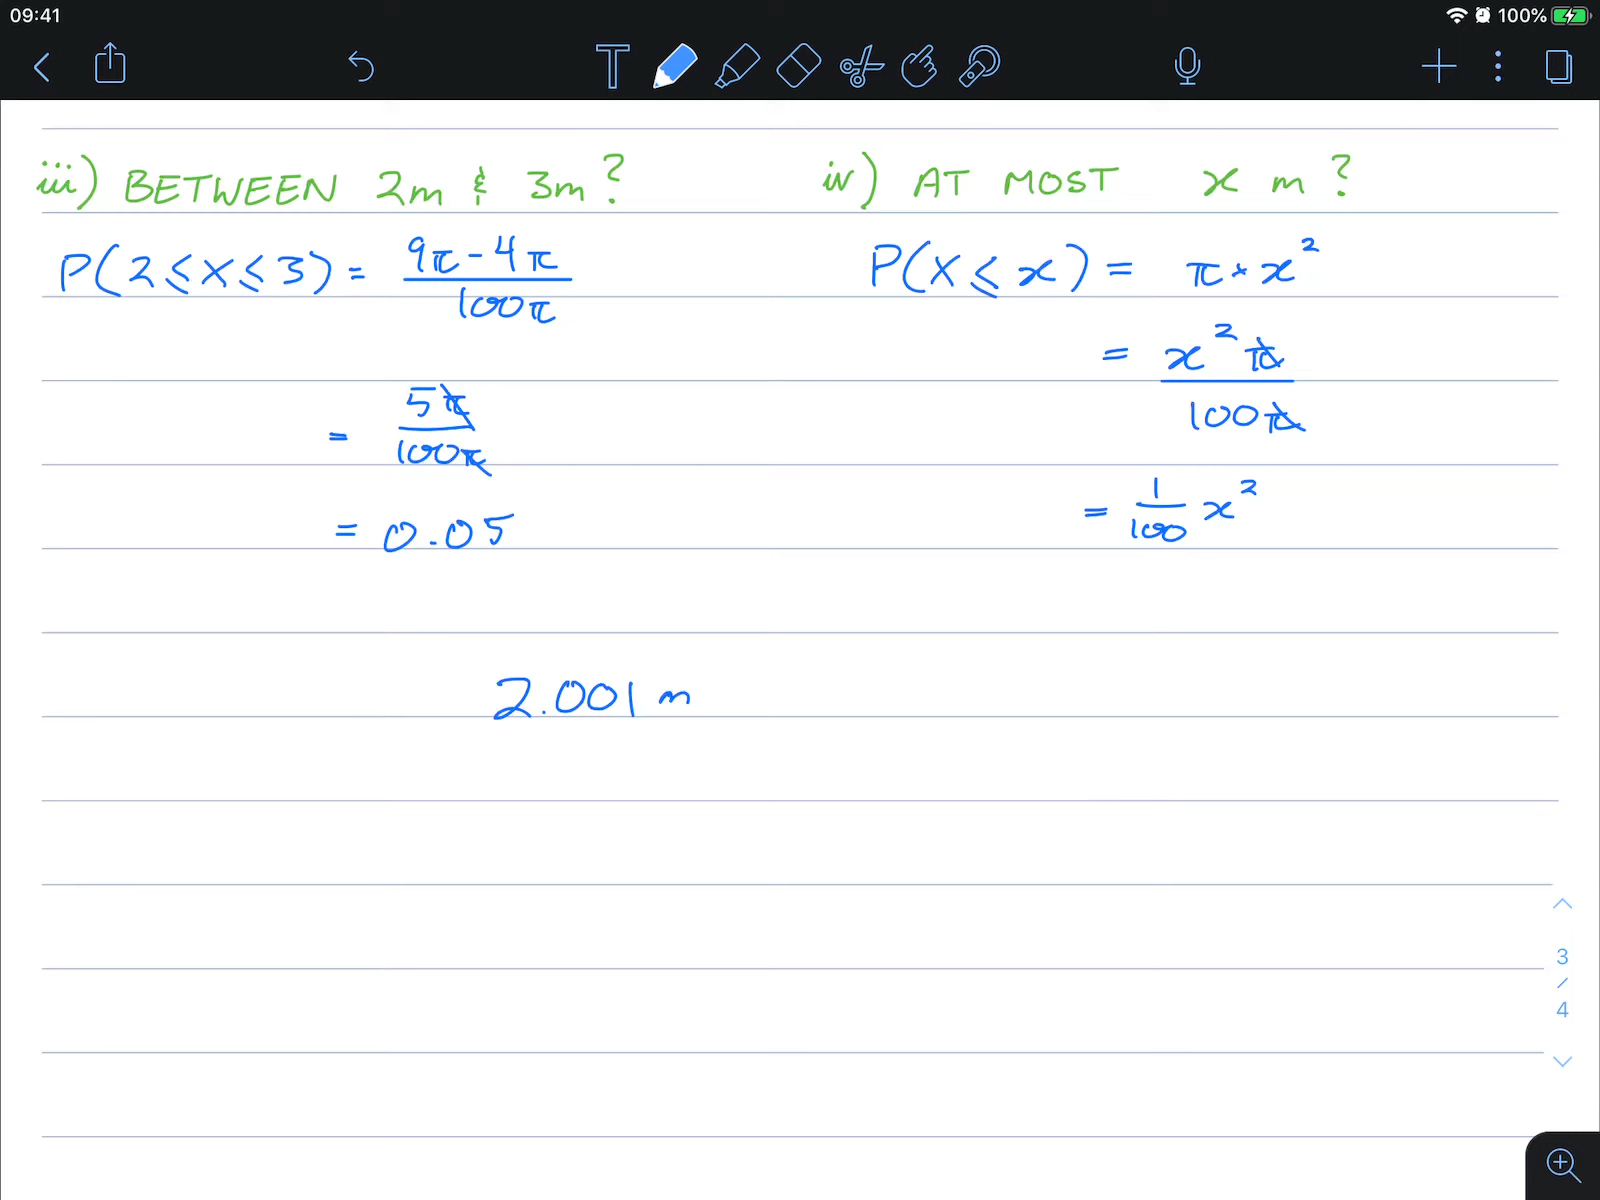 09:41 100%
iii) BETWEEN 2m & 3m?
P(2≤X≤3) = 9π-4π / 100π
= 5π / 100π
= 0.05
iv) AT MOST x m?
P(X≤x) = π×x²
= x²π / 100π
= 1/100 x²
2.001 m
3
/
4